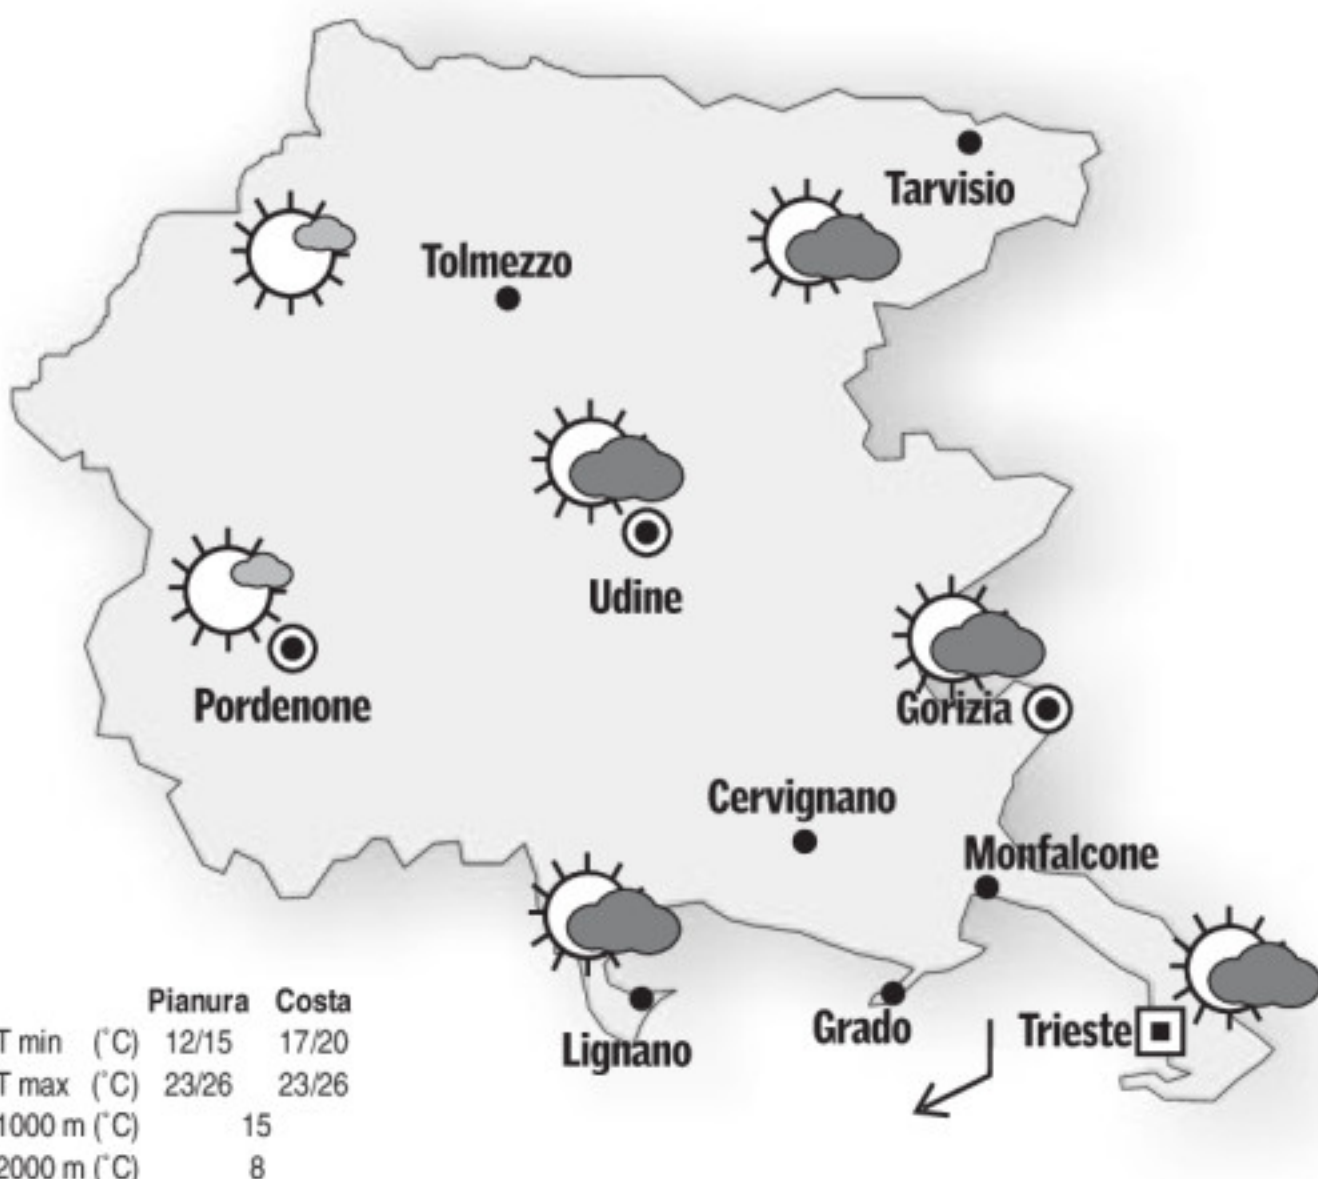 Tarvisio
Tolmezzo
Udine
Pordenone
Gorizia
Cervignano
Monfalcone
Pianura Costa
T min (°C) 12/15 17/20
T max (°C) 23/26 23/26
1000 m (°C) 15
2000 m (°C) 8
Lignano
Grado
Trieste